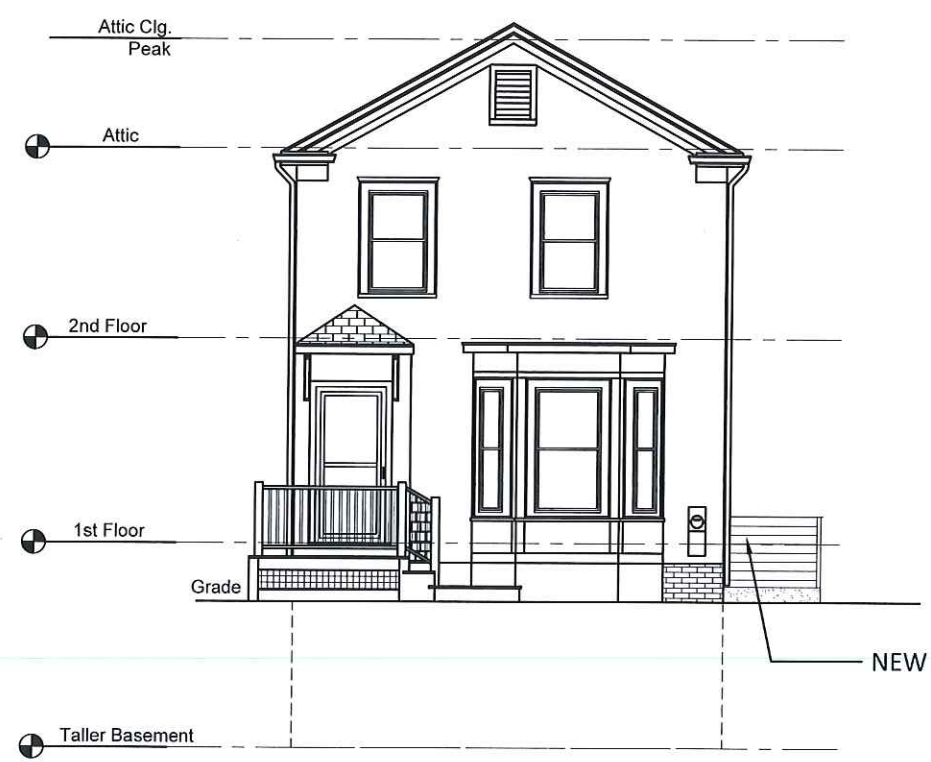 Attic Clg.
Peak
Attic
2nd Floor
1st Floor
Grade
NEW
Taller Basement